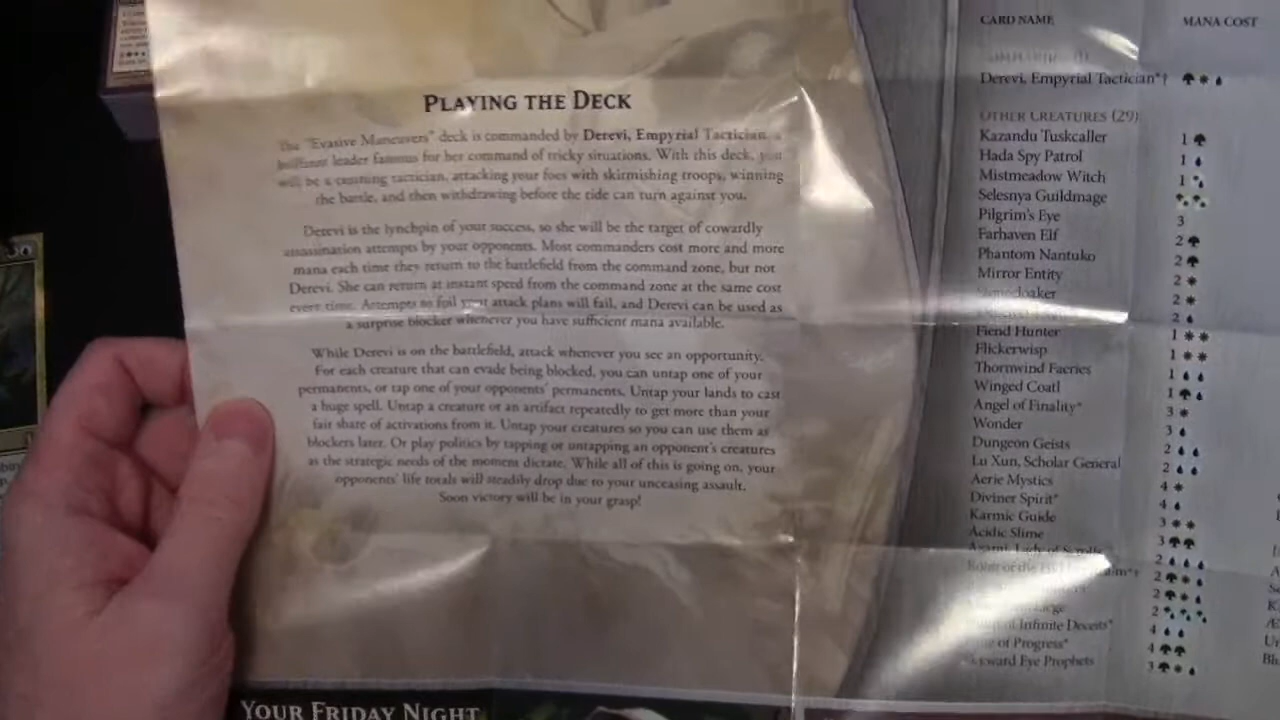 PLAYING THE DECK
The "Evasive Maneuvers" deck is commanded by Derevi, Empyrial Tactician, a
brilliant leader famous for her command of tricky situations. With this deck, you
will be a cunning tactician, attacking your foes with skirmishing troops, winning
the battle, and then withdrawing before the tide can turn against you.
Derevi is the lynchpin of your success, so she will be the target of cowardly
assassination attempts by your opponents. Most commanders cost more and more
mana each time they return to the battlefield from the command zone, but not
Derevi. She can return at instant speed from the command zone at the same cost
every time. Attempts to foil your attack plans will fail, and Derevi can be used as
a surprise blocker whenever you have sufficient mana available.
While Derevi is on the battlefield, attack whenever you see an opportunity.
For each creature that can evade being blocked, you can untap one of your
permanents, or tap one of your opponents' permanents. Untap your lands to cast
a huge spell. Untap a creature or an artifact repeatedly to get more than your
fair share of activations from it. Untap your creatures so you can use them as
blockers later. Or play politics by tapping or untapping an opponent's creatures
as the strategic needs of the moment dictate. While all of this is going on, your
opponents' life totals will steadily drop due to your unceasing assault.
Soon victory will be in your grasp!
YOUR FRIDAY NIGHT
CARD NAME MANA COST
Derevi, Empyrial Tactician*†
OTHER CREATURES (29)
Kazandu Tuskcaller 1
Hada Spy Patrol 1
Mistmeadow Witch 1
Selesnya Guildmage
Pilgrim's Eye 3
Farhaven Elf 2
Phantom Nantuko 2
Mirror Entity 2
2
2
Fiend Hunter 1
Flickerwisp 1
Thornwind Faeries 1
Winged Coatl 1
Angel of Finality* 3
Wonder 3
Dungeon Geists 2
Lu Xun, Scholar General 2
Aerie Mystics 4
Diviner Spirit* 4
Karmic Guide 3
Acidic Slime 3
2
2
2
of Infinite Deceits* 4
of Progress* 4
Eye Prophets 3